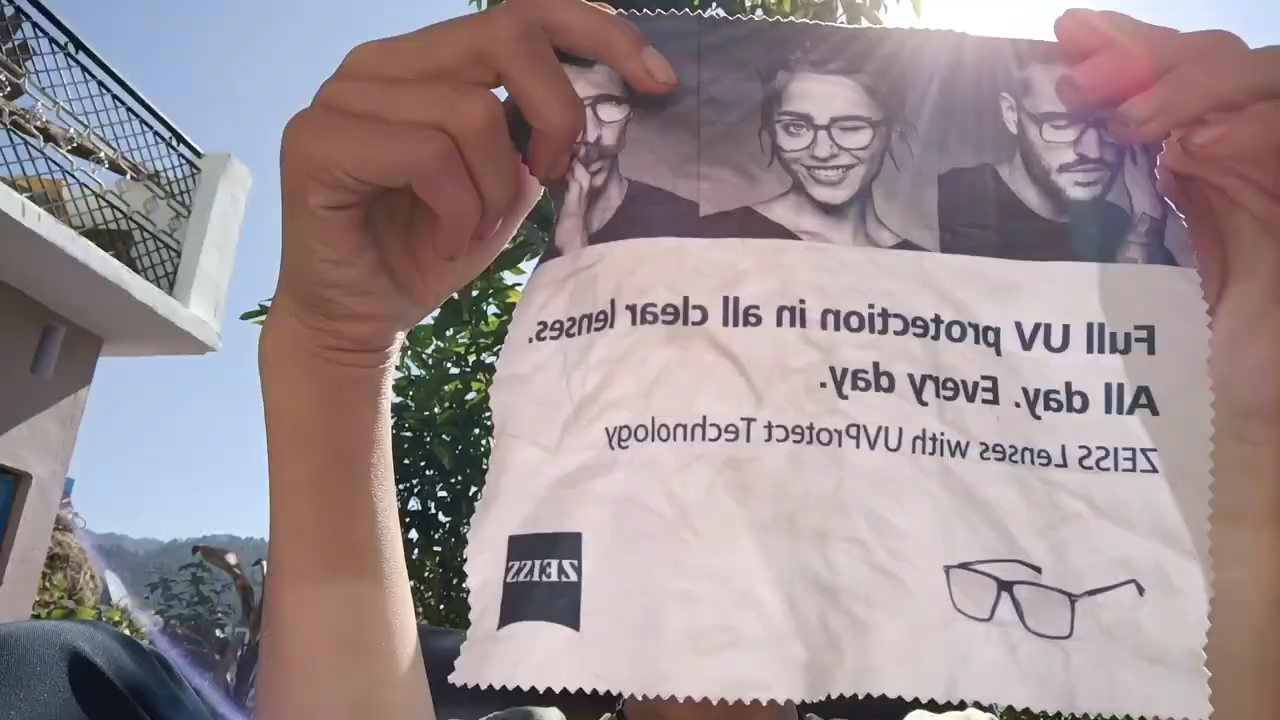 Full UV protection in all clear lenses.
All day. Every day.
ZEISS Lenses with UVProtect Technology
ZEISS